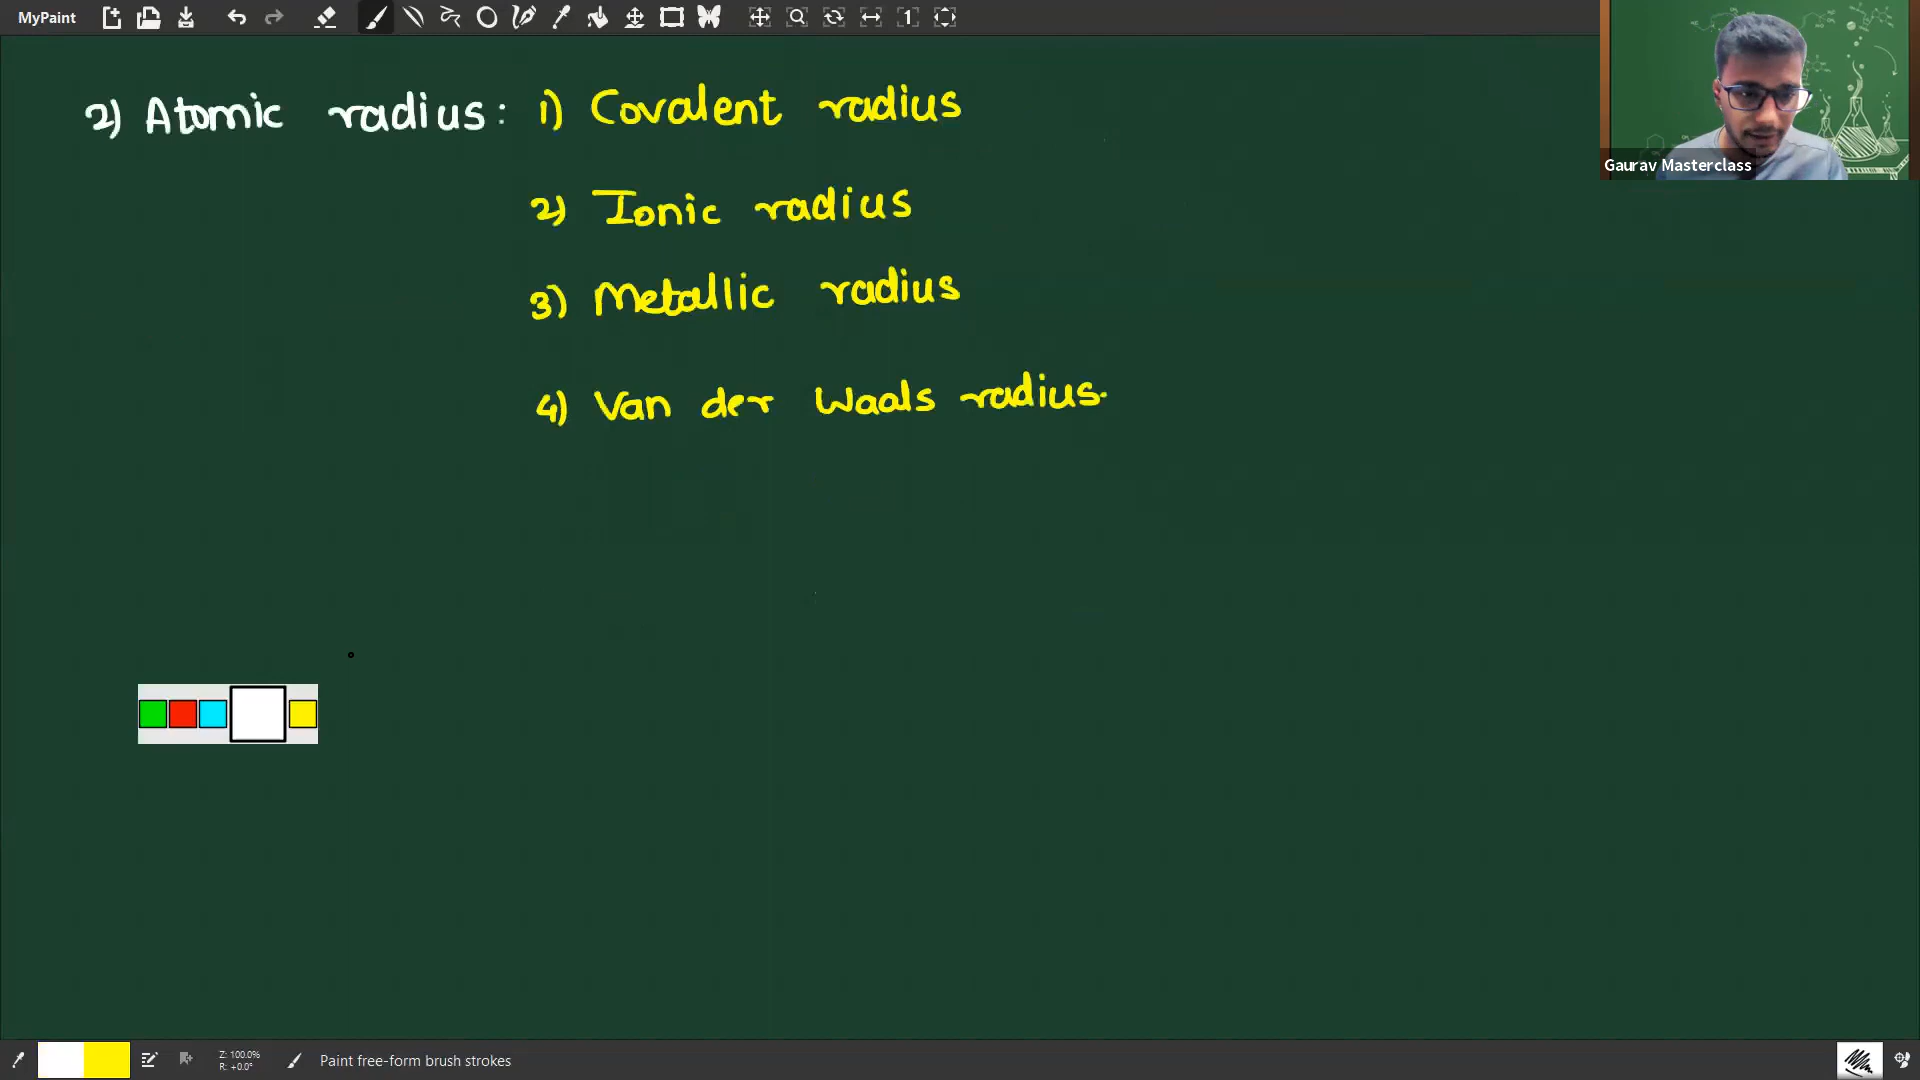 MyPaint
2) Atomic radius: 1) Covalent radius
Gaurav Masterclass
2) Ionic radius
3) Metallic radius
4) Van der Waals radius.
Z: 100.0%
R: +0.0°
Paint free-form brush strokes